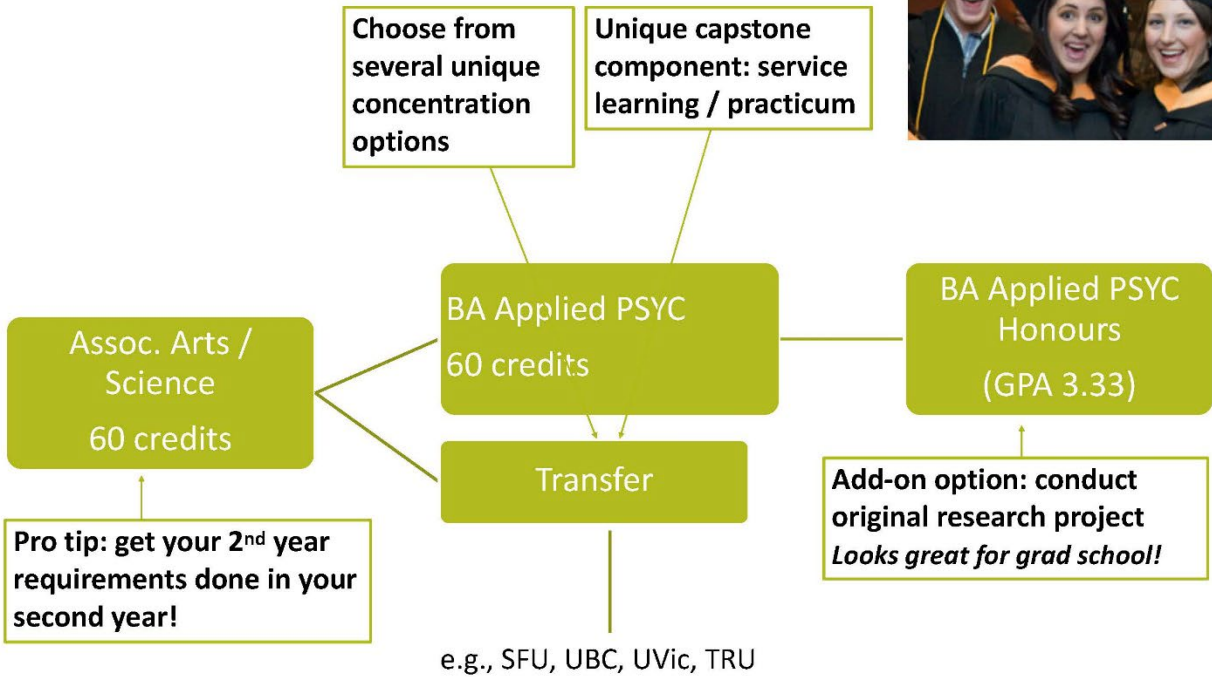 Choose from
several unique
concentration
options
Unique capstone
component: service
learning / practicum
BA Applied PSYC
60 credits
BA Applied PSYC
Honours
(GPA 3.33)
Assoc. Arts /
Science
60 credits
Transfer
Add-on option: conduct
original research project
Looks great for grad school!
Pro tip: get your 2nd year
requirements done in your
second year!
e.g., SFU, UBC, UVic, TRU